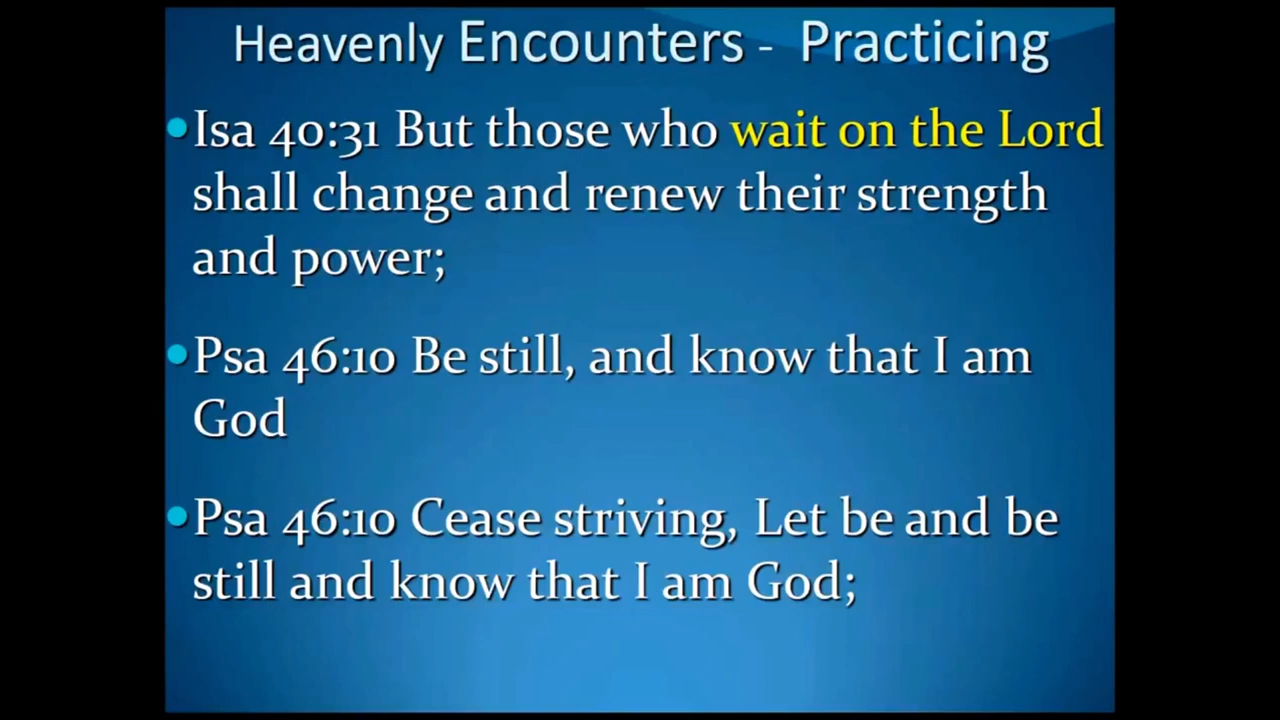 Heavenly Encounters - Practicing
•Isa 40:31 But those who wait on the Lord
shall change and renew their strength
and power;
•Psa 46:10 Be still, and know that I am
God
•Psa 46:10 Cease striving, Let be and be
still and know that I am God;